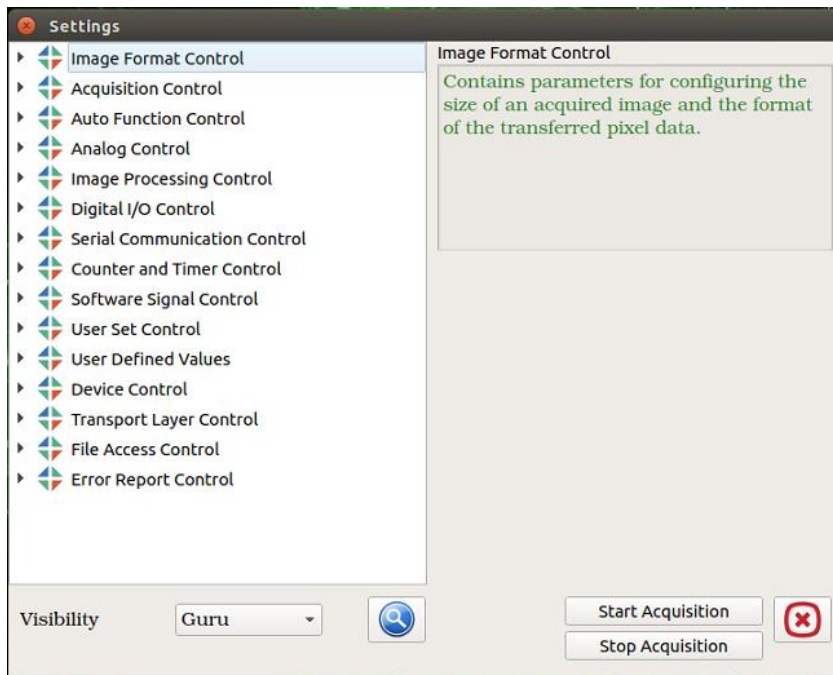 Settings
Image Format Control
Acquisition Control
Auto Function Control
Analog Control
Image Processing Control
Digital I/O Control
Serial Communication Control
Counter and Timer Control
Software Signal Control
User Set Control
User Defined Values
Device Control
Transport Layer Control
File Access Control
Error Report Control
Image Format Control
Contains parameters for configuring the
size of an acquired image and the format
of the transferred pixel data.
Visibility
Guru
Start Acquisition
Stop Acquisition